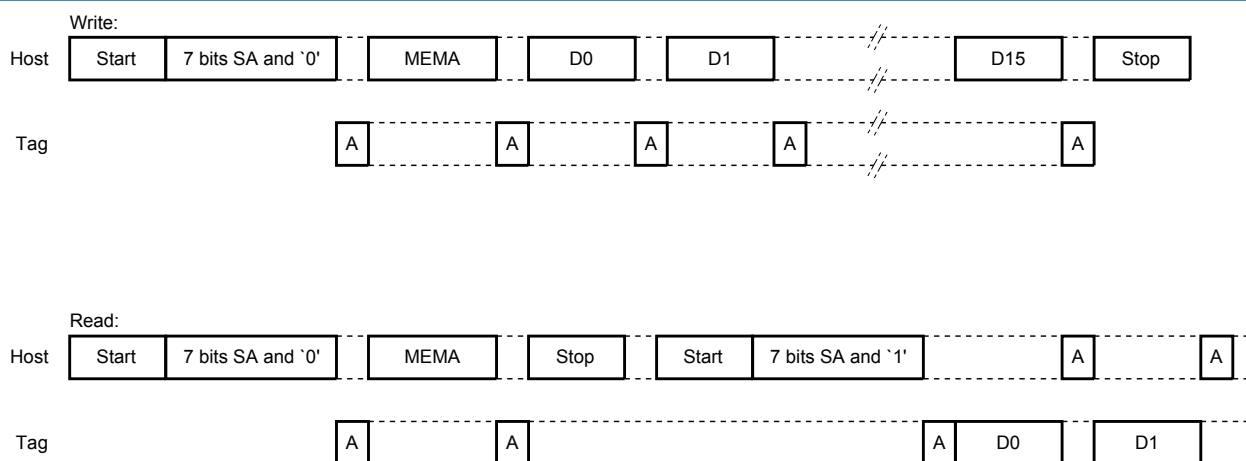 Write:
Host Start 7 bits SA and `0' MEMA D0 D1 D15 Stop
Tag A A A A A
Read:
Host Start 7 bits SA and `0' MEMA Stop Start 7 bits SA and `1' A A
Tag A A A D0 D1